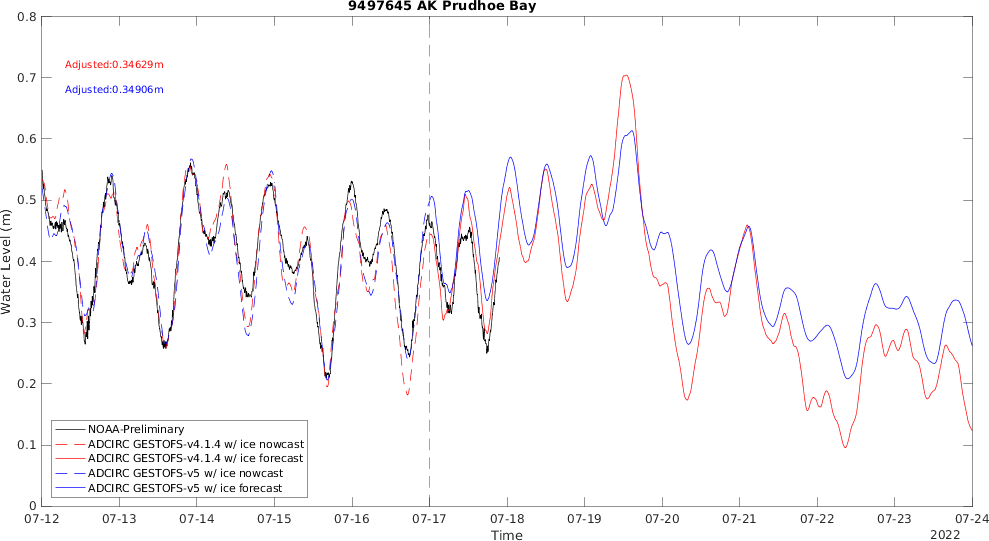 9497645 AK Prudhoe Bay
0.8
0.7
0.6
0.5
0.4
0.3
0.2
0.1
0
Water Level (m)
Adjusted:0.34629m
Adjusted:0.34906m
NOAA-Preliminary
ADCIRC GESTOFS-v4.1.4 w/ ice nowcast
ADCIRC GESTOFS-v4.1.4 w/ ice forecast
ADCIRC GESTOFS-v5 w/ ice nowcast
ADCIRC GESTOFS-v5 w/ ice forecast
07-12 07-13 07-14 07-15 07-16 07-17 07-18 07-19 07-20 07-21 07-22 07-23 07-24
Time
2022